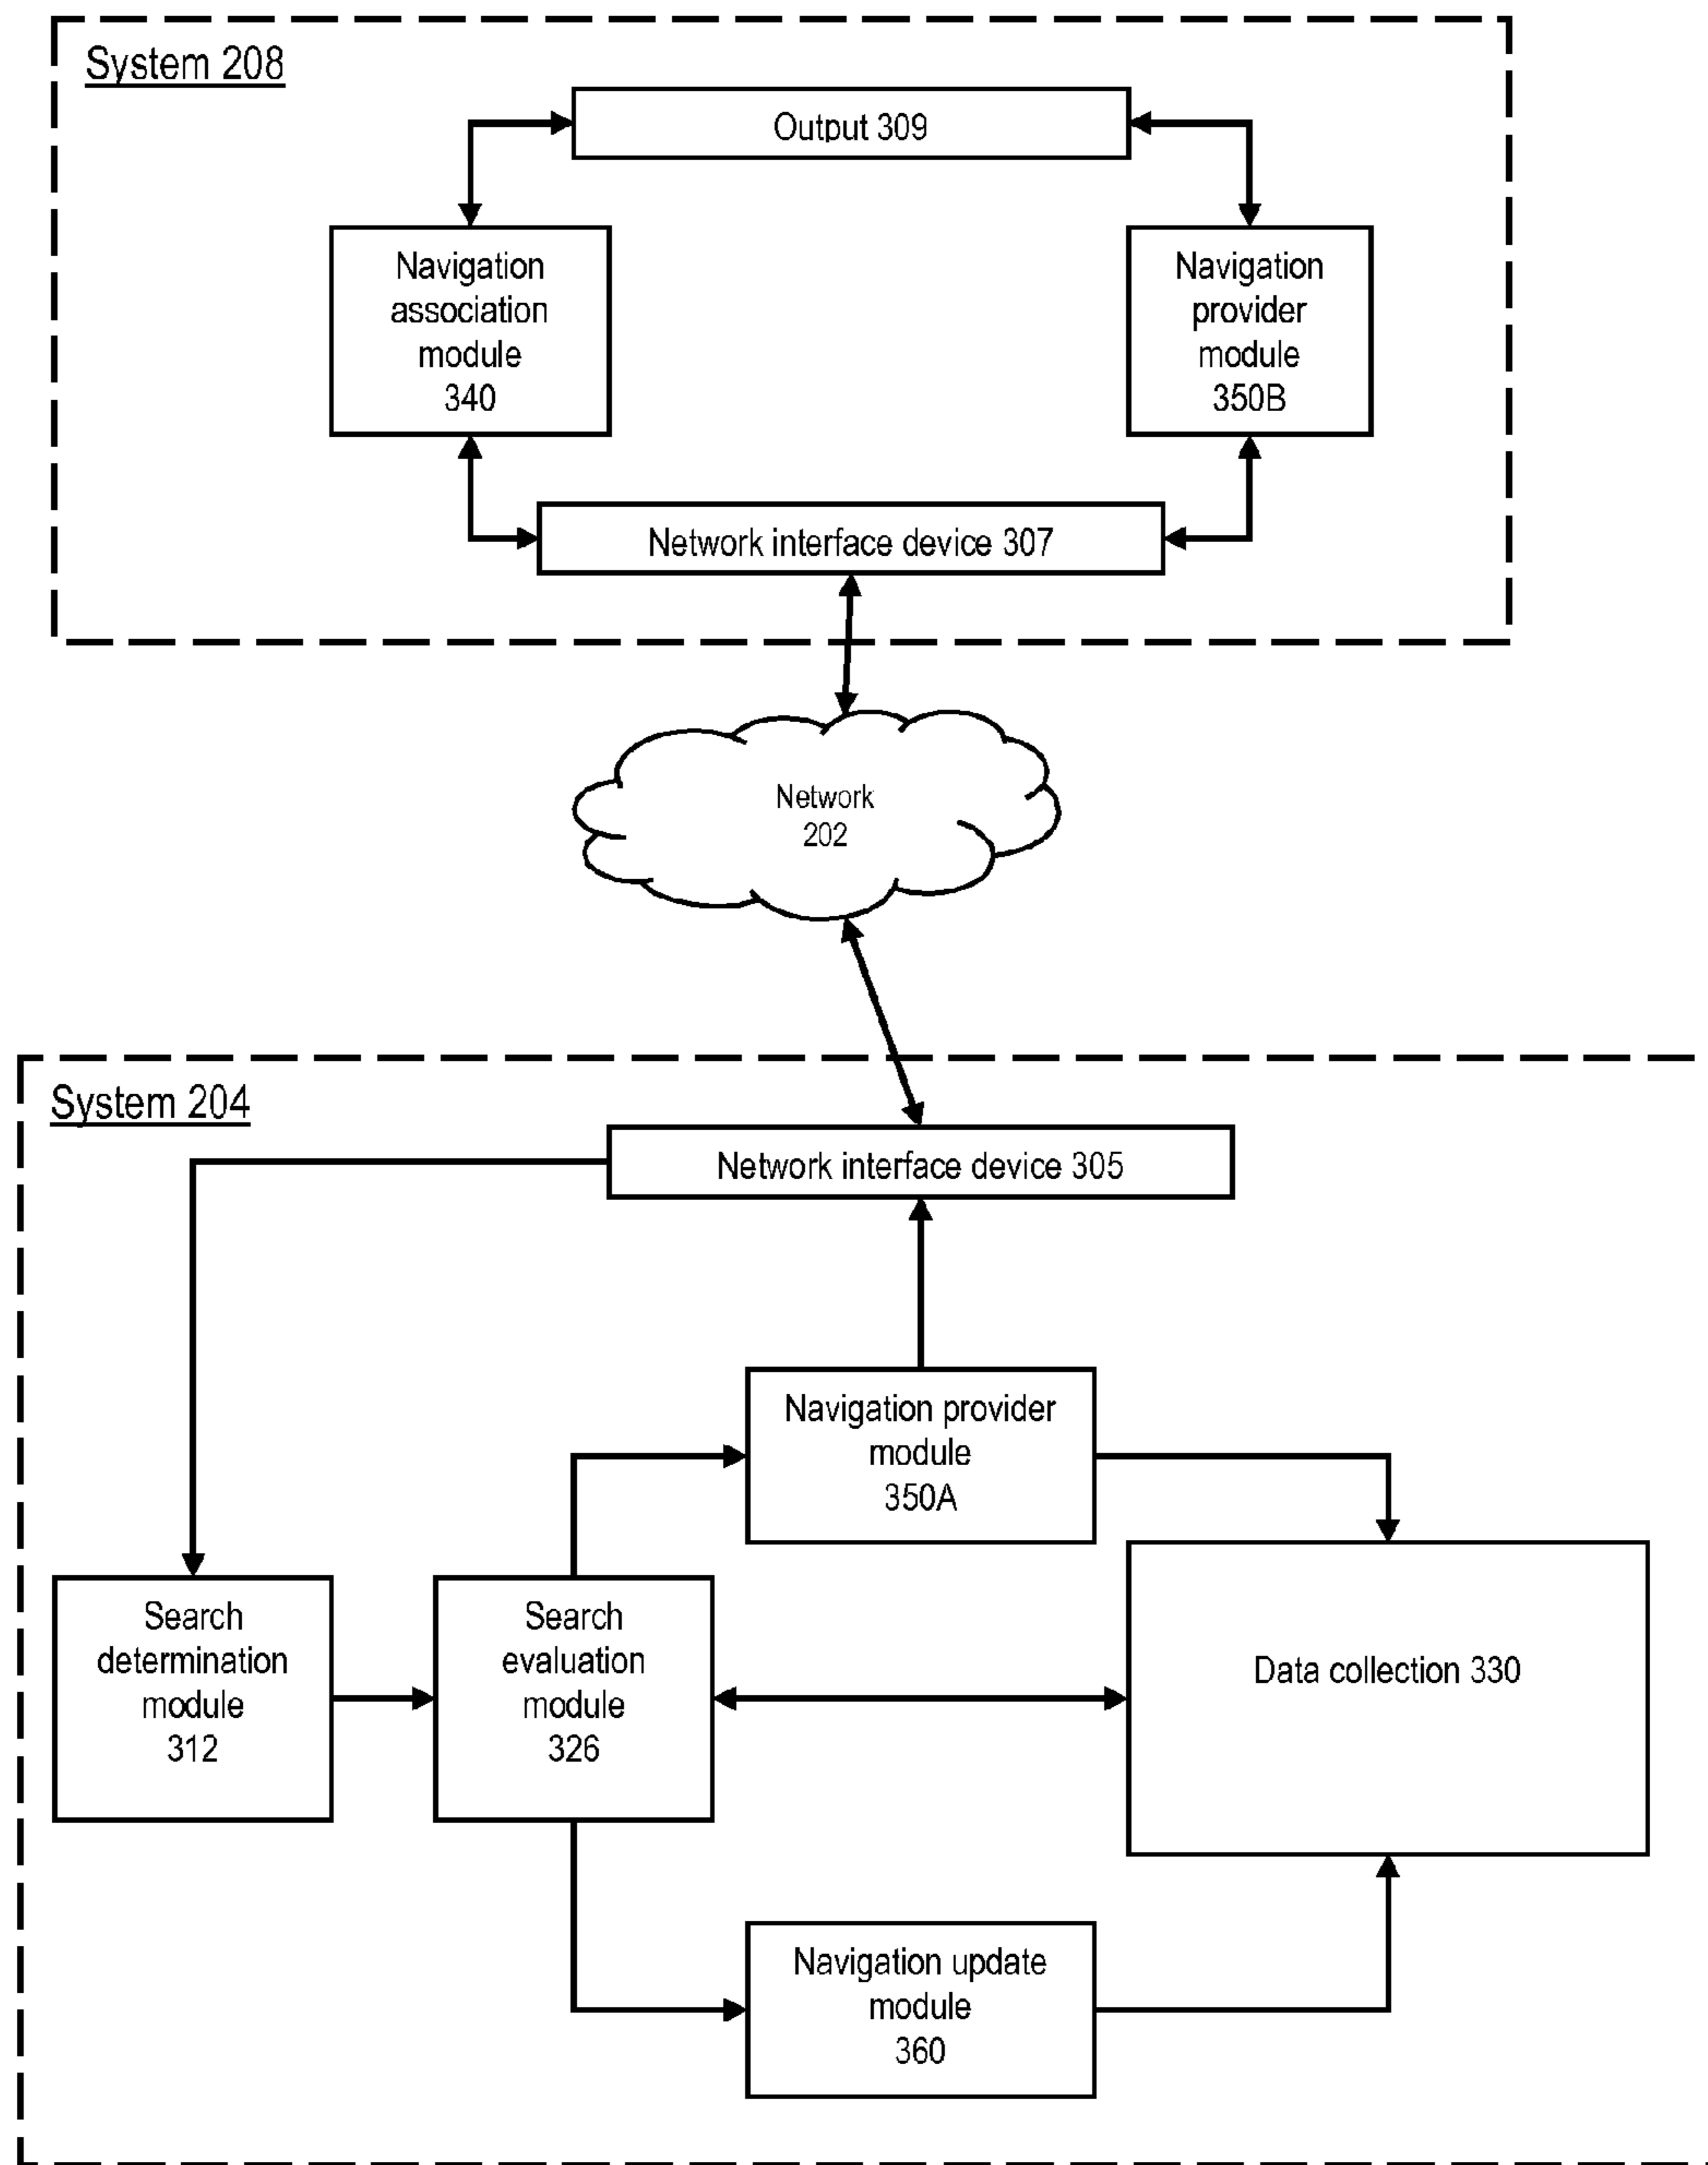 System 208
Output 309
Navigation
association
module
340
Navigation
provider
module
350B
Network interface device 307
Network
202
System 204
Network interface device 305
Navigation provider
module
350A
Search
determination
module
312
Search
evaluation
module
326
Data collection 330
Navigation update
module
360